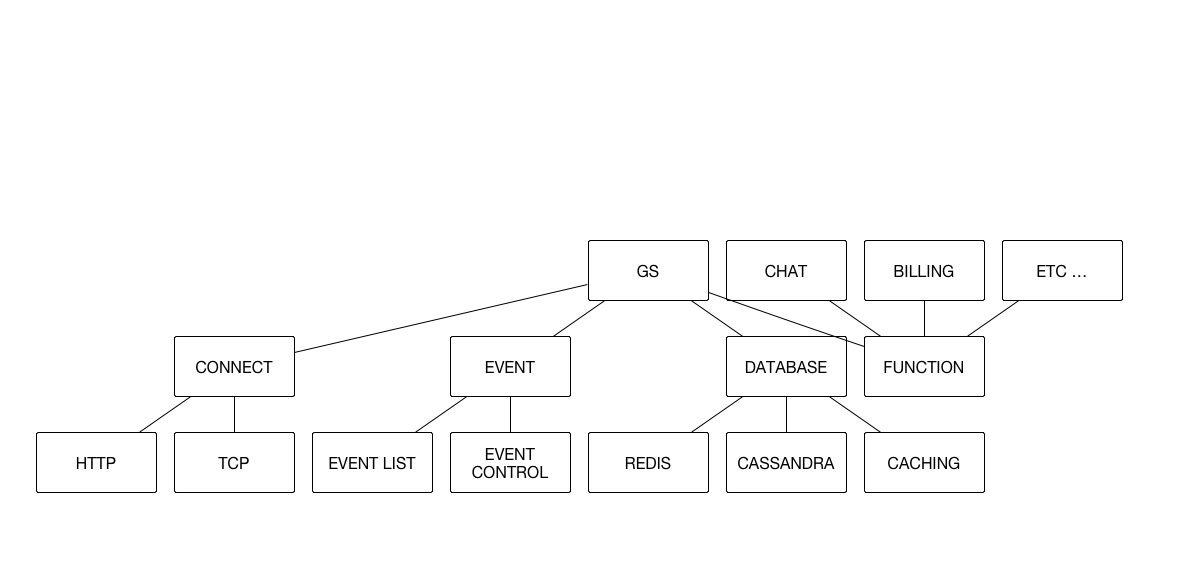 GS
CHAT
BILLING
ETC ...
CONNECT
EVENT
DATABASE
FUNCTION
HTTP
TCP
EVENT LIST
EVENT
CONTROL
REDIS
CASSANDRA
CACHING